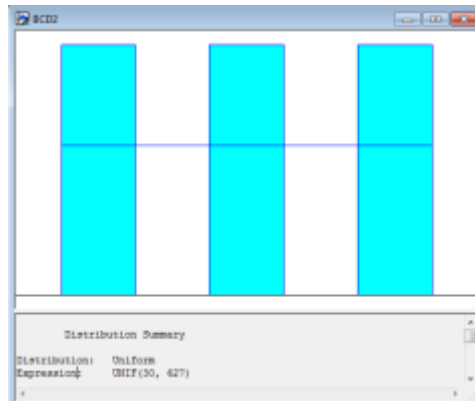 BCD2
Distribution Summary
Distribution: Uniform
Expression: UNIF(30, 627)